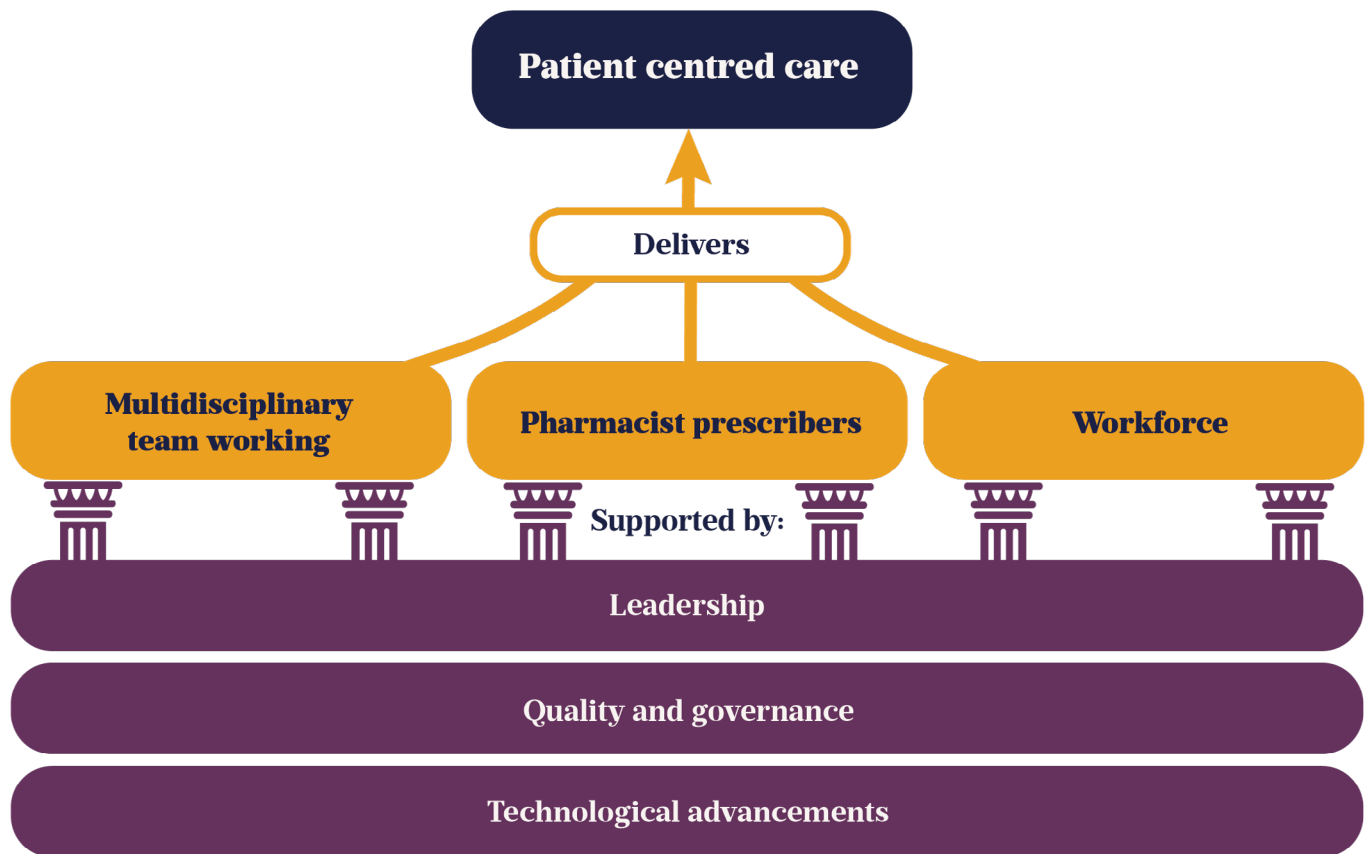 Patient centred care
Delivers
Multidisciplinary
team working
Pharmacist prescribers
Workforce
Supported by:
Leadership
Quality and governance
Technological advancements